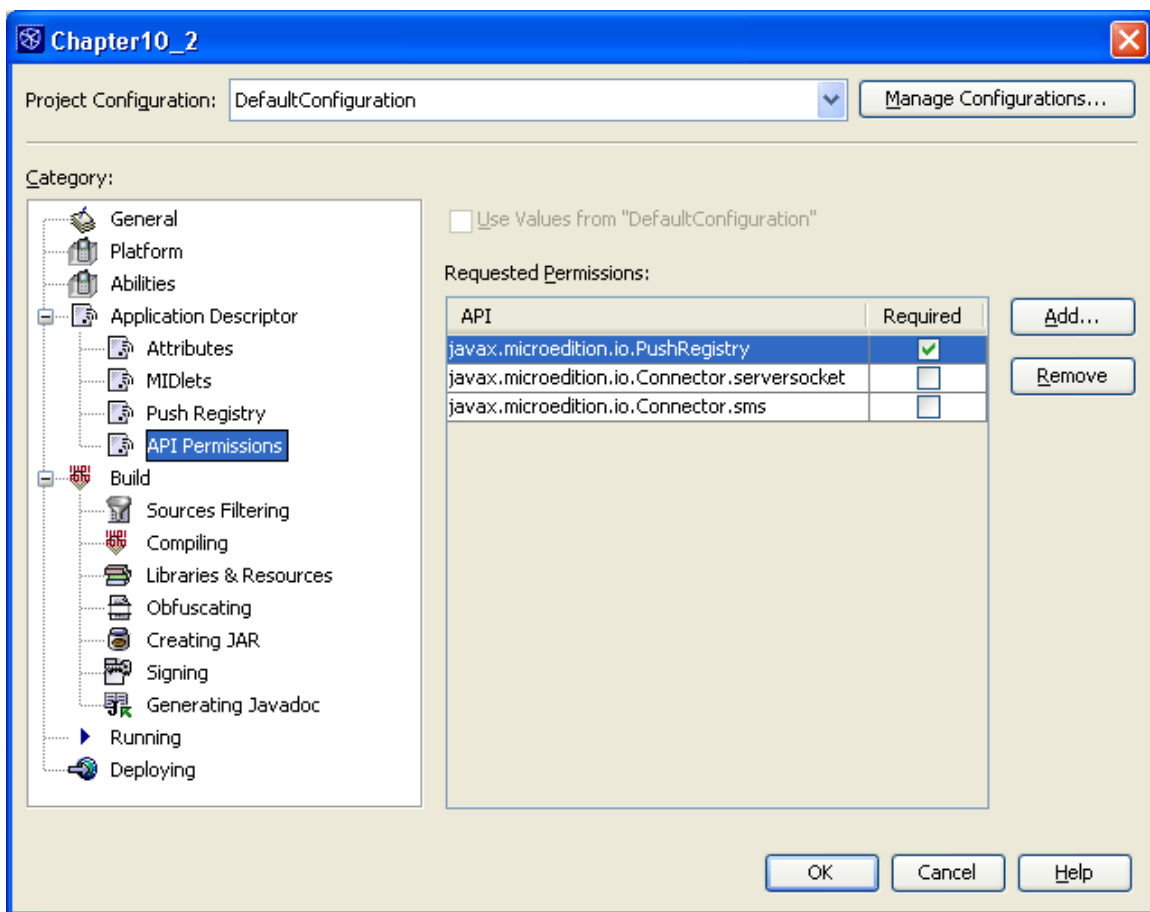 Chapter10_2
Project Configuration: DefaultConfiguration Manage Configurations...
Category:
General
Platform
Abilities
Application Descriptor
Attributes
MIDlets
Push Registry
API Permissions
Build
Sources Filtering
Compiling
Libraries & Resources
Obfuscating
Creating JAR
Signing
Generating Javadoc
Running
Deploying
Use Values from "DefaultConfiguration"
Requested Permissions:
API Required
javax.microedition.io.PushRegistry
javax.microedition.io.Connector.serversocket
javax.microedition.io.Connector.sms
Add...
Remove
OK Cancel Help